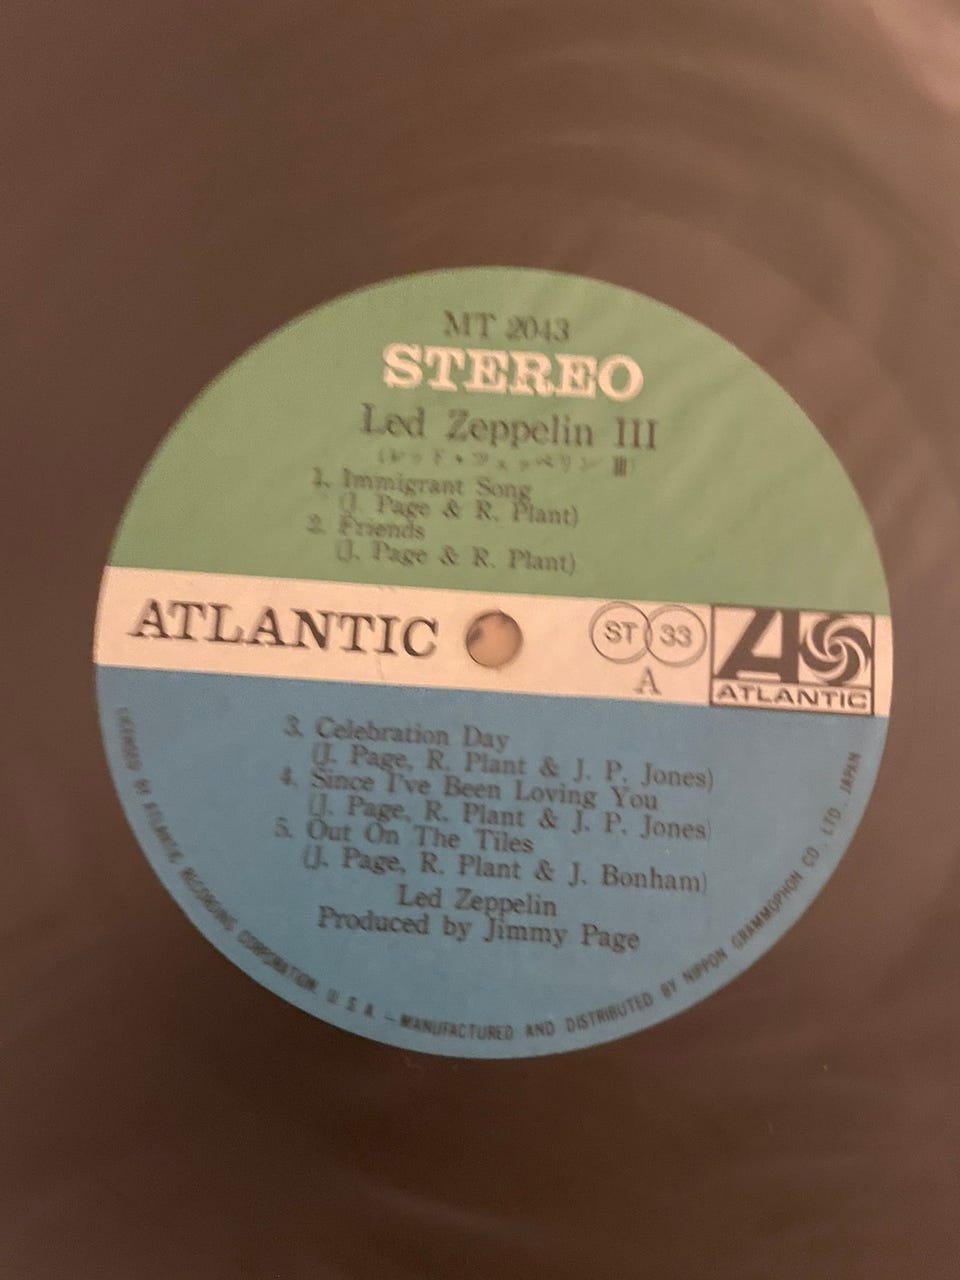 MT 2043
STEREO
Led Zeppelin III
(レッド・ツェッペリン Ⅲ)
1. Immigrant Song
(J. Page & R. Plant)
2. Friends
(J. Page & R. Plant)
ATLANTIC
ST 33
A
ATLANTIC
3. Celebration Day
(J. Page, R. Plant & J. P. Jones)
4. Since I've Been Loving You
(J. Page, R. Plant & J. P. Jones)
5. Out On The Tiles
(J. Page, R. Plant & J. Bonham)
Led Zeppelin
Produced by Jimmy Page
LICENSED BY ATLANTIC RECORDING CORPORATION, U. S. A. — MANUFACTURED AND DISTRIBUTED BY NIPPON GRAMMOPHON CO., LTD., JAPAN